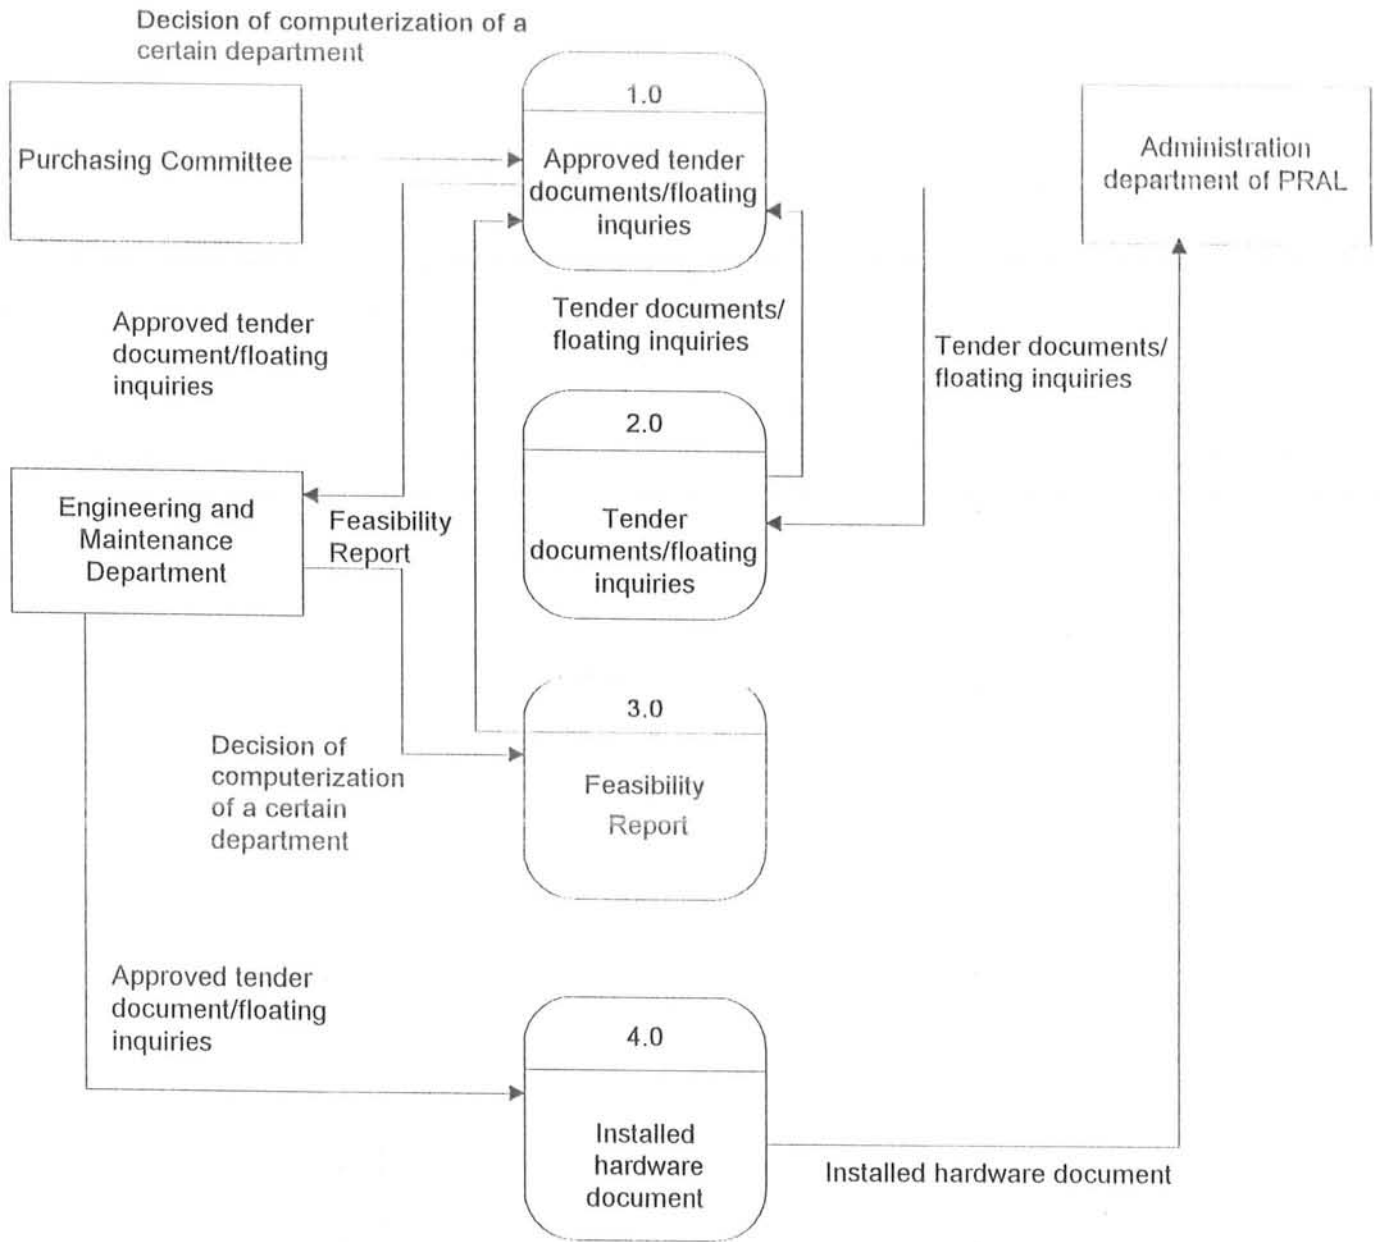 Decision of computerization of a
certain department
1.0
Purchasing Committee
Approved tender
documents/floating
inquries
Administration
department of PRAL
Approved tender
document/floating
inquiries
Tender documents/
floating inquiries
Tender documents/
floating inquiries
2.0
Engineering and
Maintenance
Department
Feasibility
Report
Tender
documents/floating
inquiries
3.0
Decision of
computerization
of a certain
department
Feasibility
Report
Approved tender
document/floating
inquiries
4.0
Installed
hardware
document
Installed hardware document